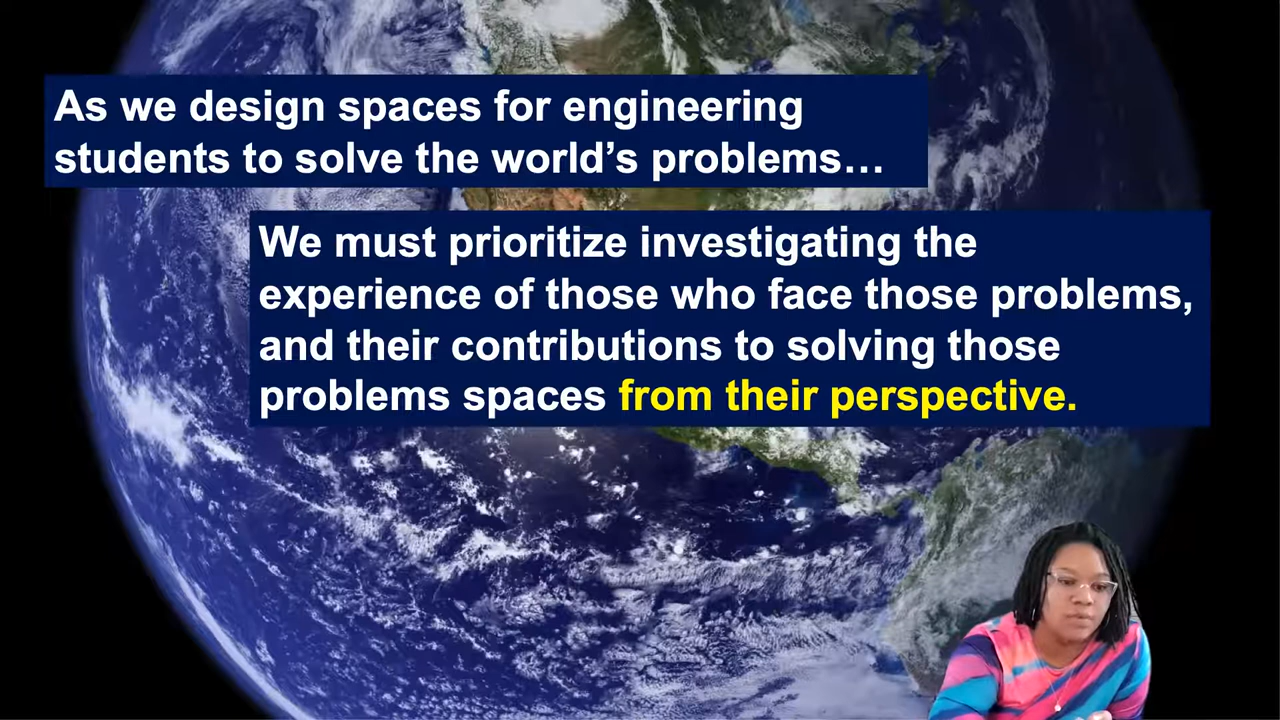 As we design spaces for engineering
students to solve the world’s problems…
We must prioritize investigating the
experience of those who face those problems,
and their contributions to solving those
problems spaces from their perspective.